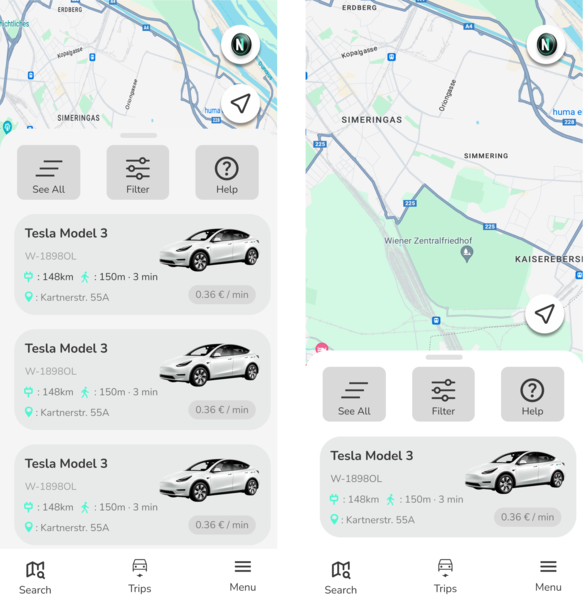 ERDBERG
A4
Kopalgasse
Oriongasse
huma
228
SIMERINGAS
See All
Filter
Help
Tesla Model 3
W-1898OL
: 148km : 150m · 3 min
: Kartnerstr. 55A
0.36 € / min
Tesla Model 3
W-1898OL
: 148km : 150m · 3 min
: Kartnerstr. 55A
0.36 € / min
Tesla Model 3
W-1898OL
: 148km : 150m · 3 min
: Kartnerstr. 55A
0.36 € / min
Search
Trips
Menu
ERDBERG
A4
N
Kopalgasse
Oriongasse
huma e
228
SIMERINGAS
225
SIMMERING
225
225
Wiener Zentralfriedhof
KAISEREBERS
See All
Filter
Help
Tesla Model 3
W-1898OL
: 148km : 150m · 3 min
: Kartnerstr. 55A
0.36 € / min
Search
Trips
Menu